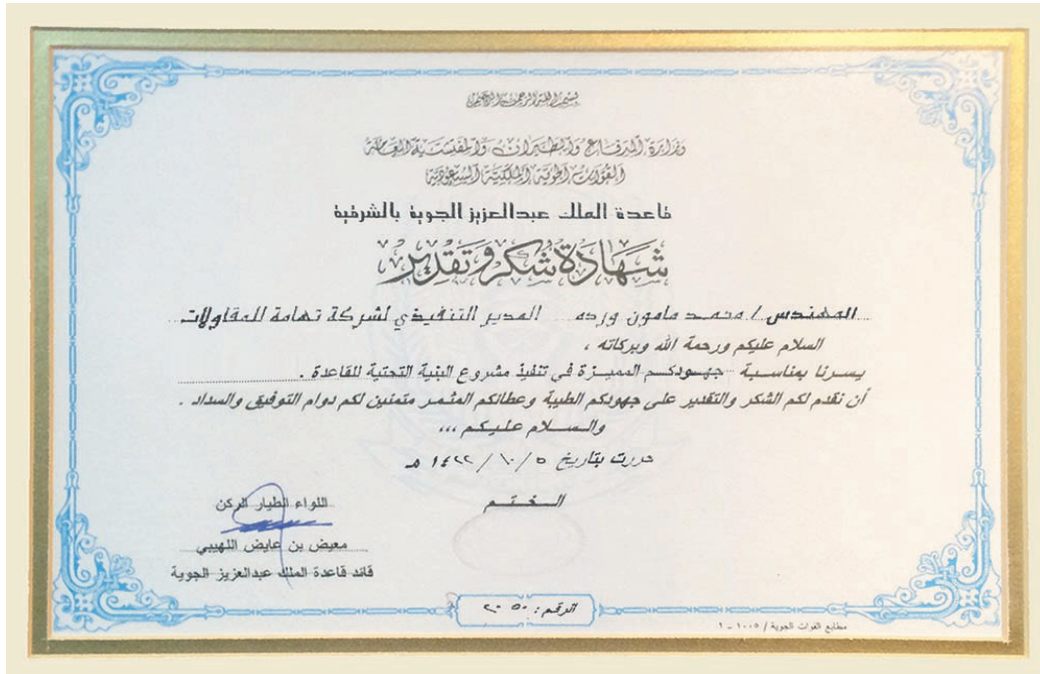 بسم الله الرحمن الرحيم
وزارة الدفاع والطيران والمفتشية العامة
القوات الجوية الملكية السعودية
قاعدة الملك عبدالعزيز الجوية بالشرقية
شهادة شكر وتقدير
المهندس / محمد مامون ورده المدير التنفيذي لشركة تهامة للمقاولات
السلام عليكم ورحمة الله وبركاته ،
يسرنا بمناسبة جهودكم المميزة في تنفيذ مشروع البنية التحتية للقاعدة .
أن نقدم لكم الشكر والتقدير على جهودكم الطيبة وعطائكم المثمر متمنين لكم دوام التوفيق والسداد .
والسلام عليكم ,,,
حررت بتاريخ ٥ / ١٠ / ١٤٢٢ هـ
الختم
اللواء الطيار الركن
معيض بن عايض اللهيبي
قائد قاعدة الملك عبدالعزيز الجوية
الرقم : ٢٠٥٠
مطابع القوات الجوية / ١٠٠٥ - ١